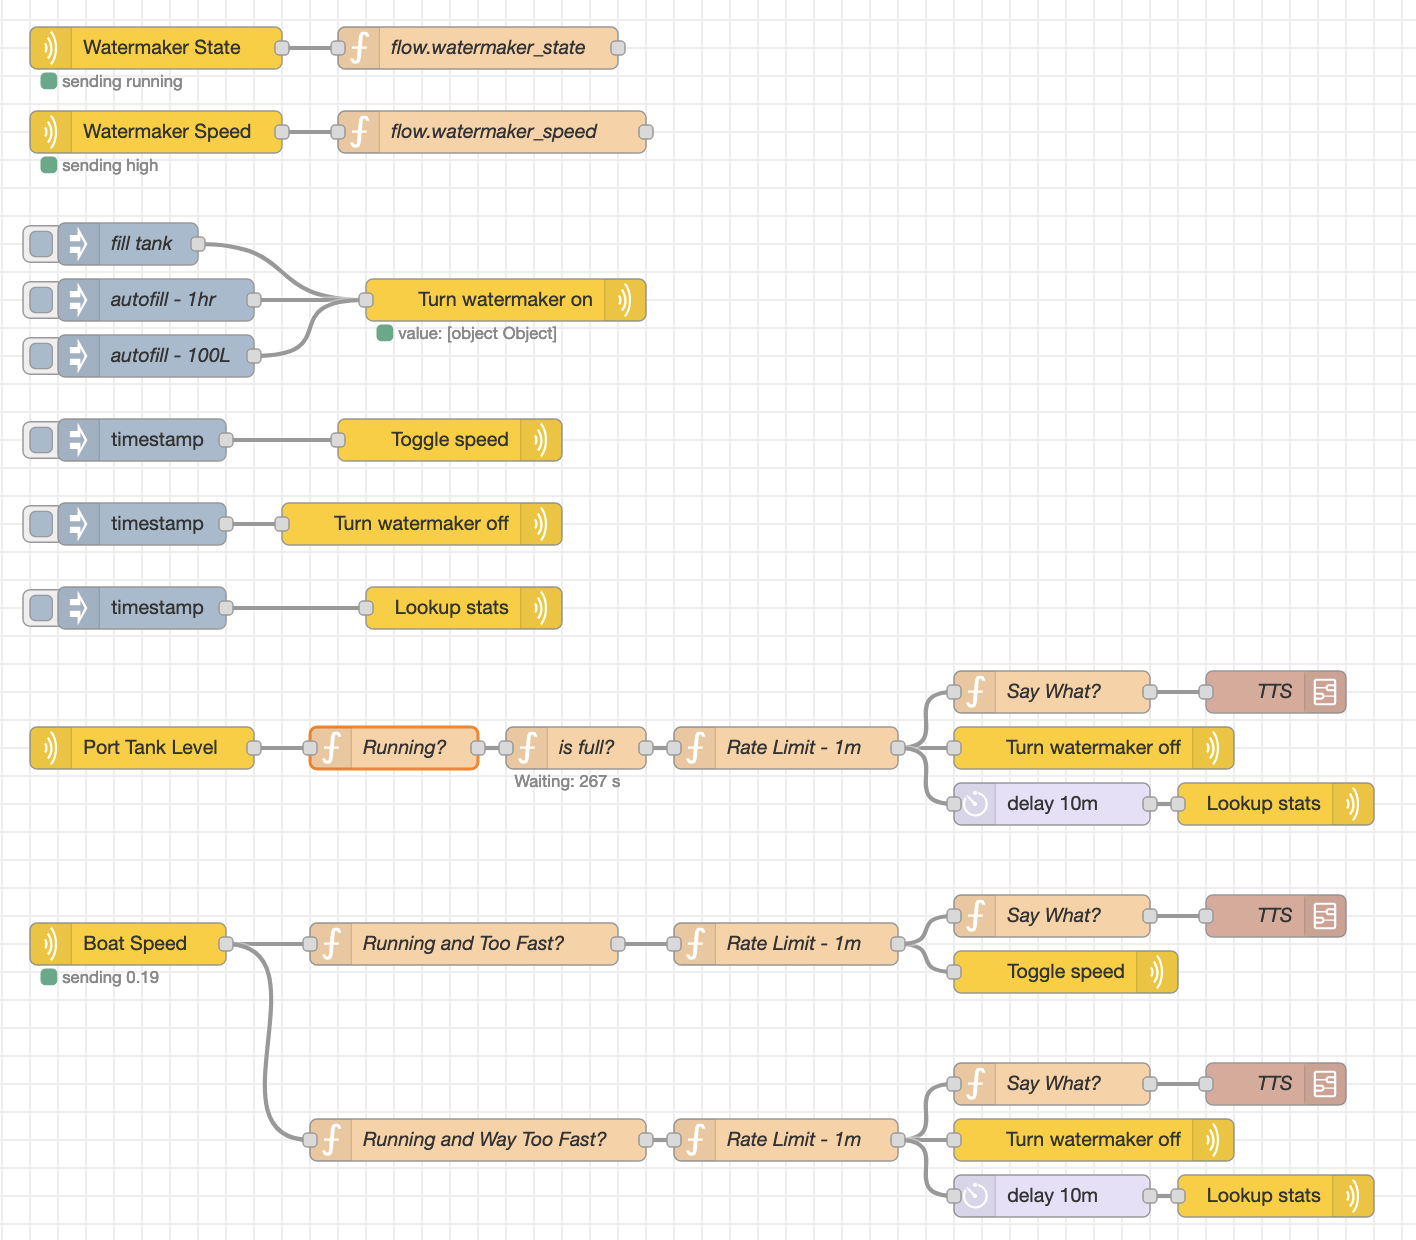 Watermaker State
flow.watermaker_state
sending running
Watermaker Speed
flow.watermaker_speed
sending high
fill tank
autofill - 1hr
Turn watermaker on
value: [object Object]
autofill - 100L
timestamp
Toggle speed
timestamp
Turn watermaker off
timestamp
Lookup stats
Say What?
TTS
Port Tank Level
Running?
is full?
Waiting: 267 s
Rate Limit - 1m
Turn watermaker off
delay 10m
Lookup stats
Say What?
TTS
Boat Speed
sending 0.19
Running and Too Fast?
Rate Limit - 1m
Toggle speed
Say What?
TTS
Running and Way Too Fast?
Rate Limit - 1m
Turn watermaker off
delay 10m
Lookup stats